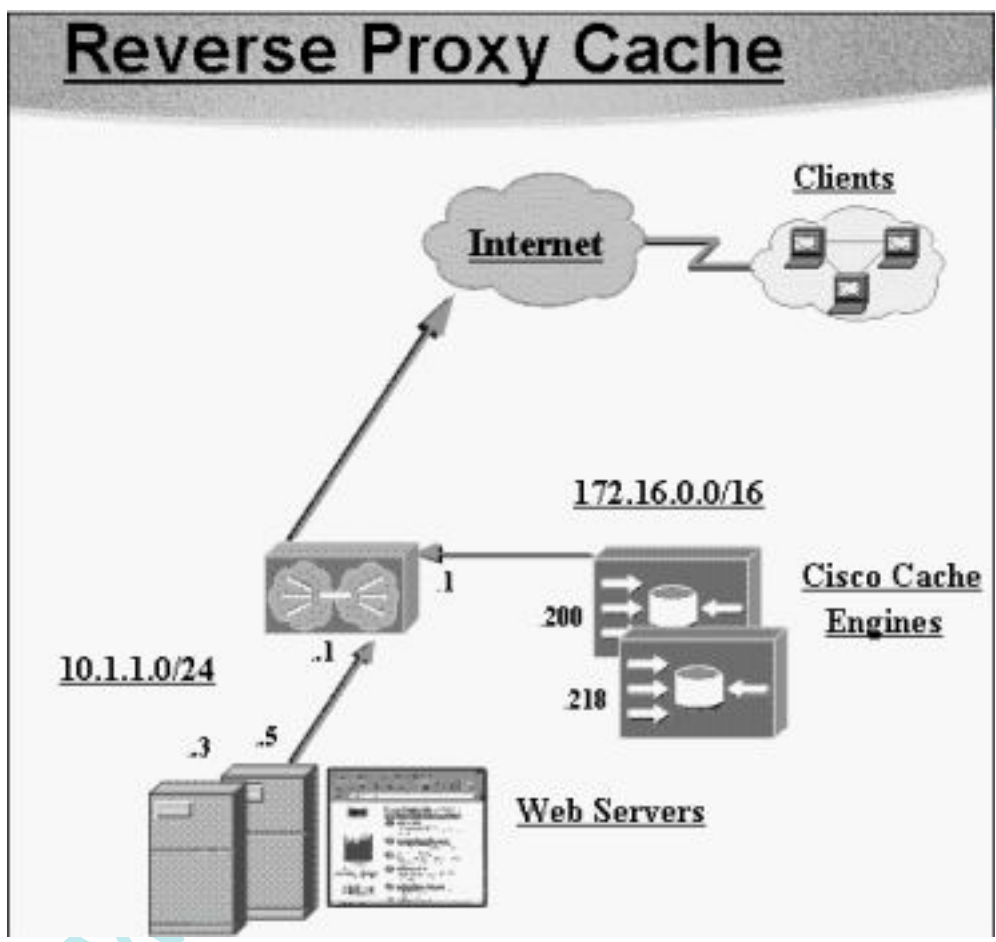 Reverse Proxy Cache
Clients
Internet
172.16.0.0/16
.1
.200
Cisco Cache
Engines
.1
10.1.1.0/24
.218
.3
.5
Web Servers